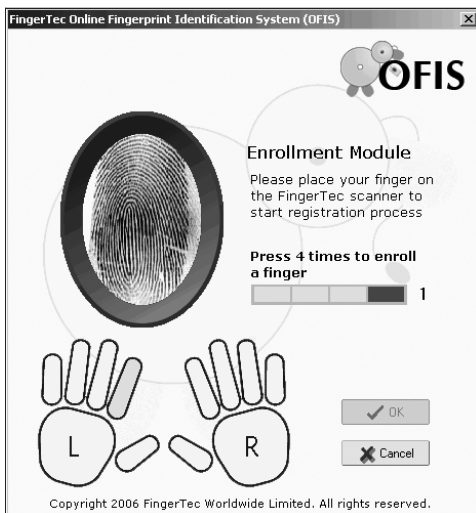 FingerTec Online Fingerprint Identification System (OFIS)
OFIS
Enrollment Module
Please place your finger on
the FingerTec scanner to
start registration process
Press 4 times to enroll
a finger
1
L
R
OK
Cancel
Copyright 2006 FingerTec Worldwide Limited. All rights reserved.